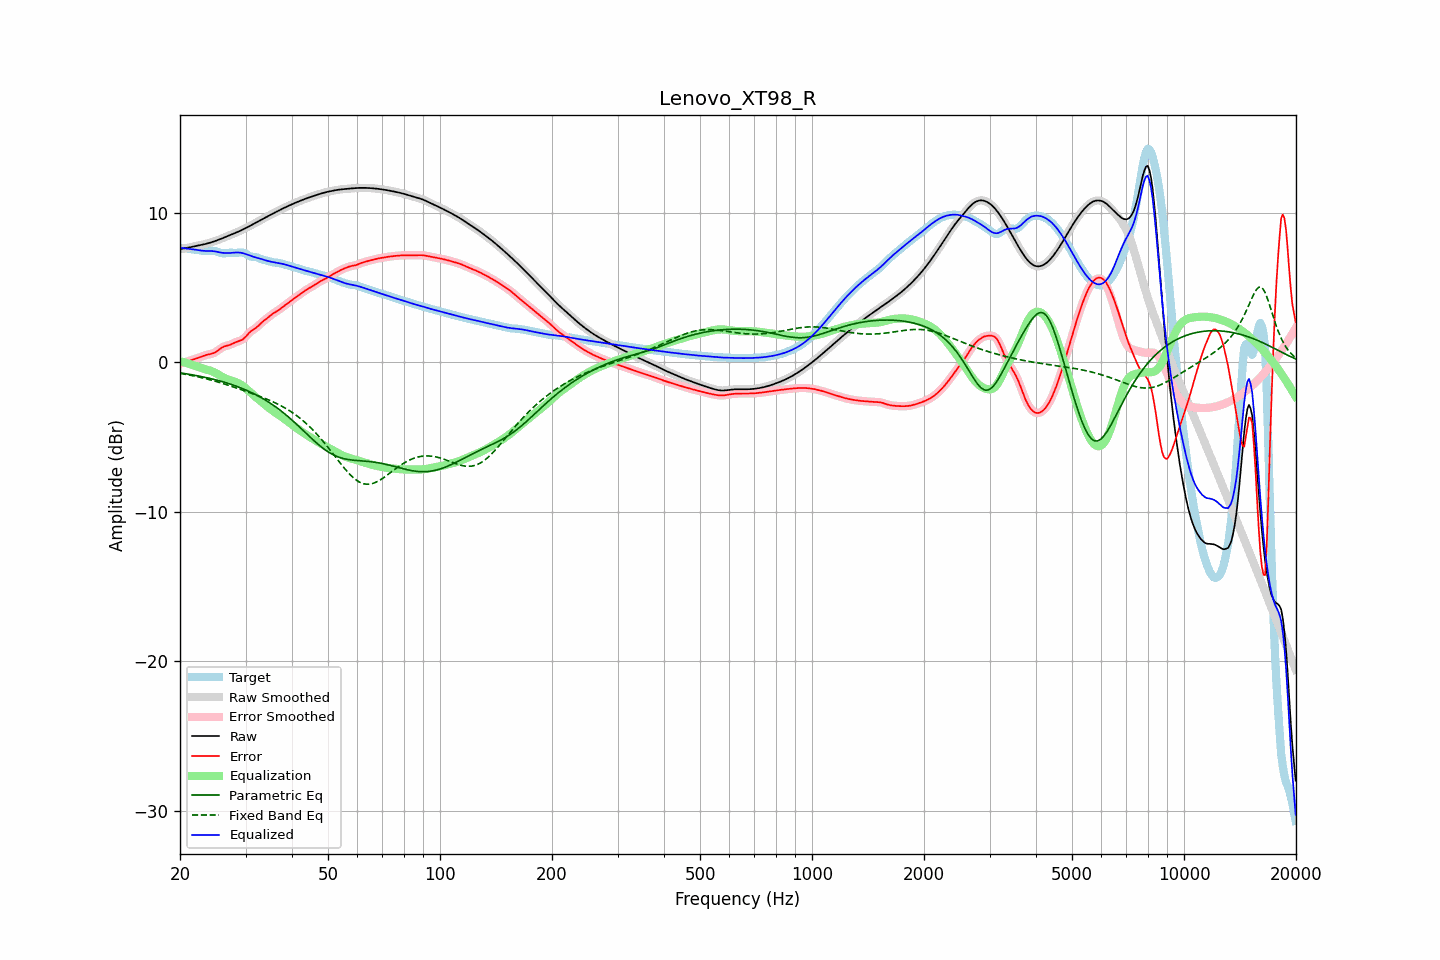 Lenovo_XT98_R
Amplitude (dBr)
10
0
−10
−20
−30
Target
Raw Smoothed
Error Smoothed
Raw
Error
Equalization
Parametric Eq
Fixed Band Eq
Equalized
20 50 100 200 500 1000 2000 5000 10000 20000
Frequency (Hz)